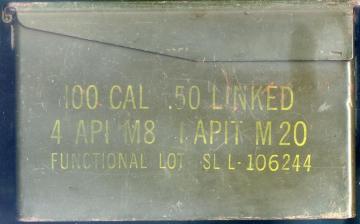 100 CAL .50 LINKED
4 API M8 1 APIT M20
FUNCTIONAL LOT SL L-106244